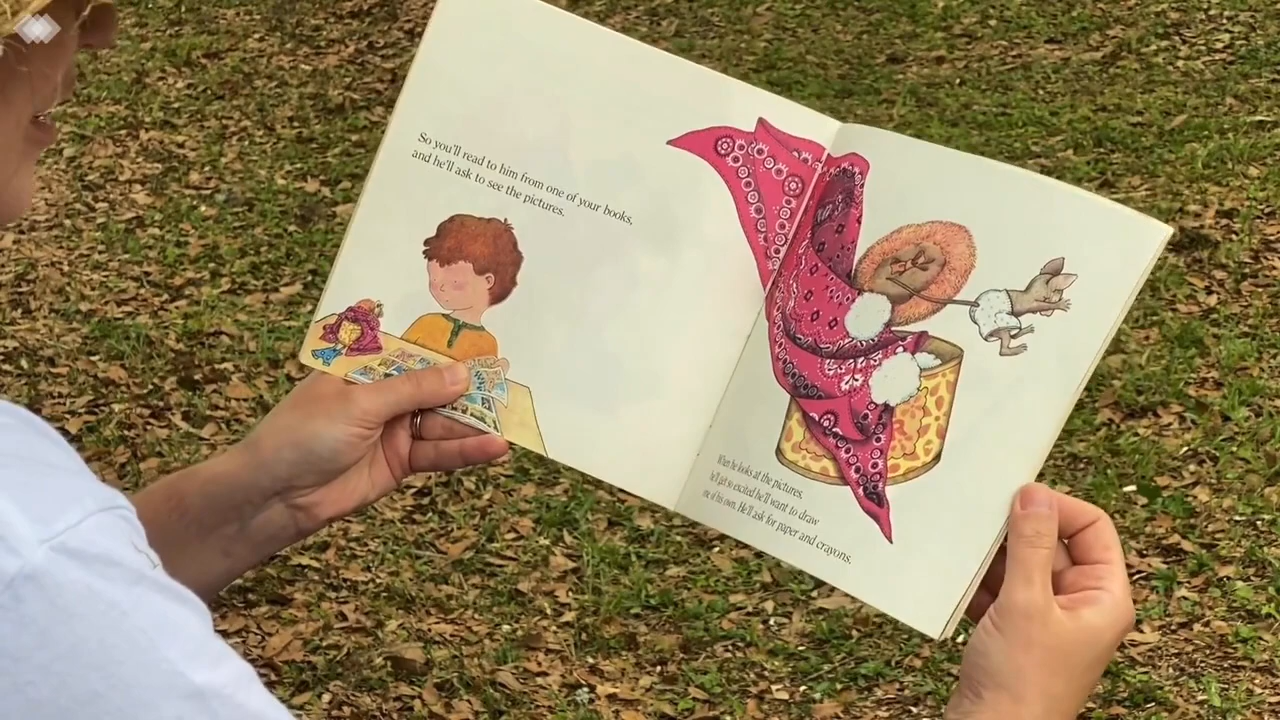 So you'll read to him from one of your books,
and he'll ask to see the pictures.
When he looks at the pictures,
he'll get so excited he'll want to draw
one of his own. He'll ask for paper and crayons.